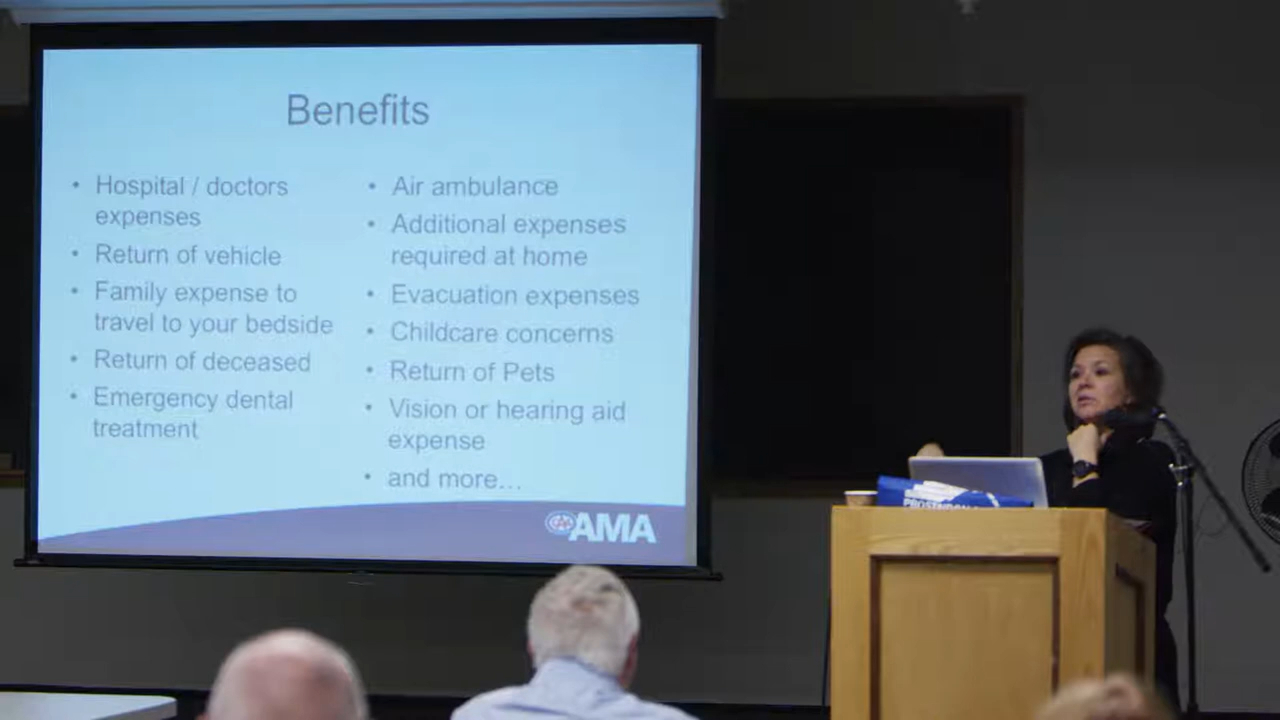 Benefits
• Hospital / doctors
expenses
• Return of vehicle
• Family expense to
travel to your bedside
• Return of deceased
• Emergency dental
treatment
• Air ambulance
• Additional expenses
required at home
• Evacuation expenses
• Childcare concerns
• Return of Pets
• Vision or hearing aid
expense
• and more...
CAA AMA